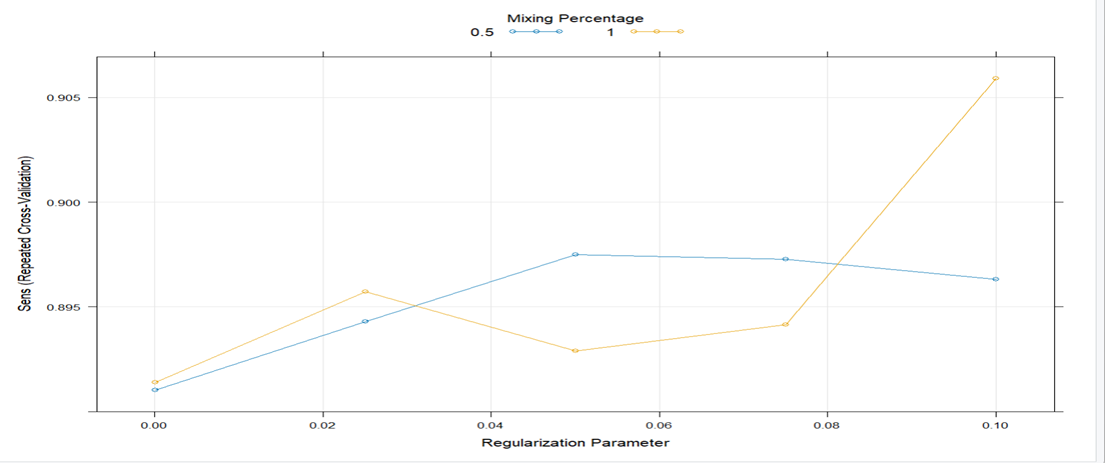 Mixing Percentage
0.5 1
0.905
0.900
0.895
Sens (Repeated Cross-Validation)
0.00 0.02 0.04 0.06 0.08 0.10
Regularization Parameter